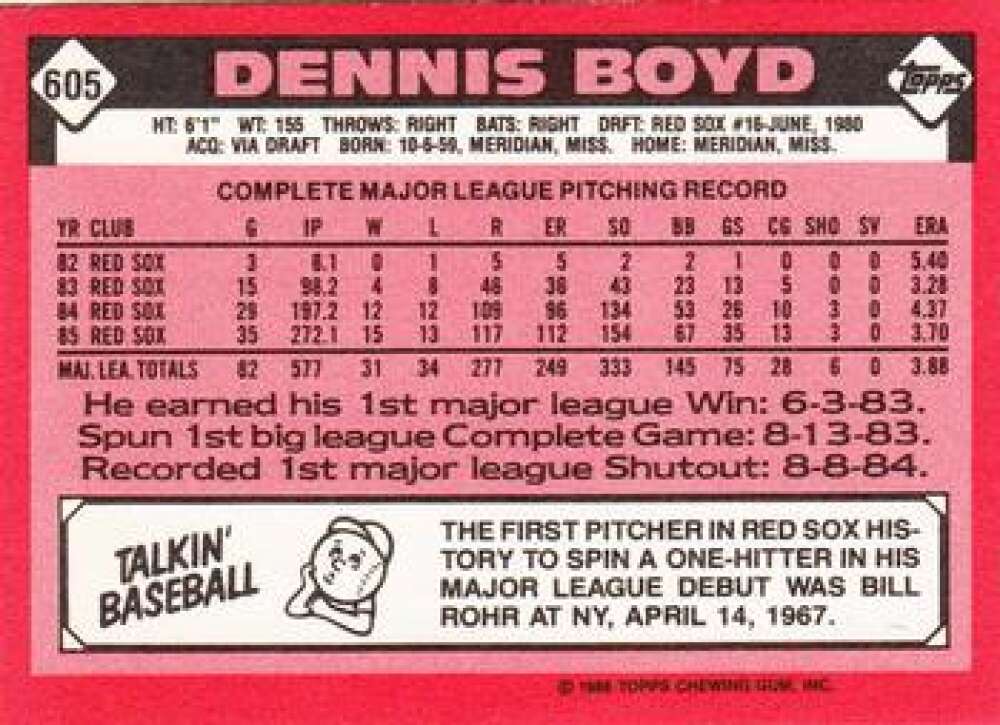 605 DENNIS BOYD TOPPS
HT: 6'1" WT: 155 THROWS: RIGHT BATS: RIGHT DRFT: RED SOX #16-JUNE, 1980
ACQ: VIA DRAFT BORN: 10-6-59, MERIDIAN, MISS. HOME: MERIDIAN, MISS.
COMPLETE MAJOR LEAGUE PITCHING RECORD
YR CLUB G IP W L R ER SO BB GS CG SHO SV ERA
82 RED SOX 3 8.1 0 1 5 5 2 2 1 0 0 0 5.40
83 RED SOX 15 98.2 4 8 46 36 43 23 13 5 0 0 3.28
84 RED SOX 29 197.2 12 12 109 96 134 53 26 10 3 0 4.37
85 RED SOX 35 272.1 15 13 117 112 154 67 35 13 3 0 3.70
MAJ. LEA. TOTALS 82 577 31 34 277 249 333 145 75 28 6 0 3.88
He earned his 1st major league Win: 6-3-83.
Spun 1st big league Complete Game: 8-13-83.
Recorded 1st major league Shutout: 8-8-84.
TALKIN'
BASEBALL
THE FIRST PITCHER IN RED SOX HIS-
TORY TO SPIN A ONE-HITTER IN HIS
MAJOR LEAGUE DEBUT WAS BILL
ROHR AT NY, APRIL 14, 1967.
© 1986 TOPPS CHEWING GUM, INC.